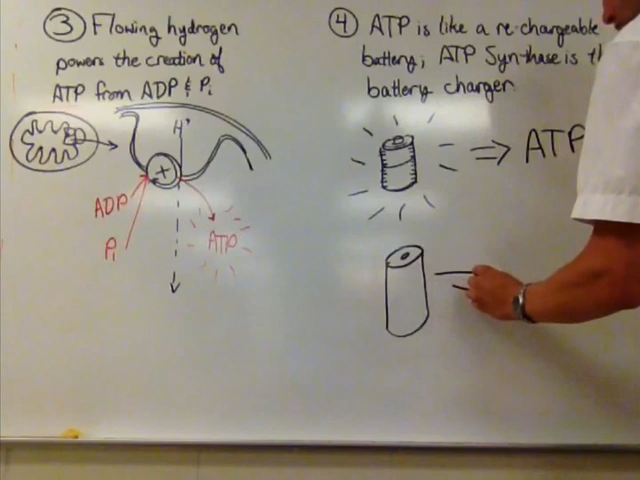 ③ Flowing hydrogen
powers the creation of
ATP from ADP & Pi
H+
ADP
Pi
ATP
④ ATP is like a re-chargeable
battery; ATP Synthase is
battery charger
ATP